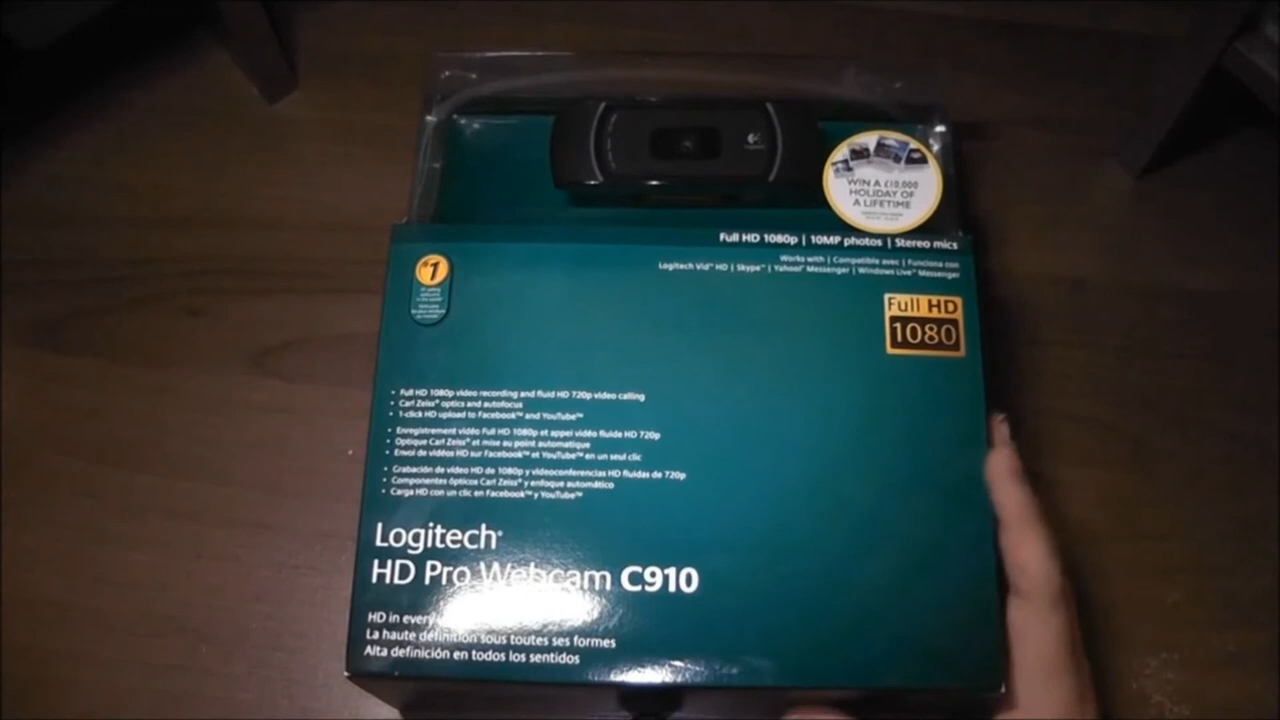 Logitech
WIN A £10,000
HOLIDAY OF
A LIFETIME
Full HD 1080p | 10MP photos | Stereo mics
Works with | Compatible avec | Funciona con
Logitech Vid™ HD | Skype™ | Yahoo!® Messenger | Windows Live™ Messenger
#1
Full HD
1080
• Full HD 1080p video recording and fluid HD 720p video calling
• Carl Zeiss® optics and autofocus
• 1-click HD upload to Facebook™ and YouTube™
• Enregistrement vidéo Full HD 1080p et appel vidéo fluide HD 720p
• Optique Carl Zeiss® et mise au point automatique
• Envoi de vidéos HD sur Facebook™ et YouTube™ en un seul clic
• Grabación de vídeo HD de 1080p y videoconferencias HD fluidas de 720p
• Componentes ópticos Carl Zeiss® y enfoque automático
• Carga HD con un clic en Facebook™ y YouTube™
Logitech®
HD Pro Webcam C910
HD in every
La haute définition sous toutes ses formes
Alta definición en todos los sentidos